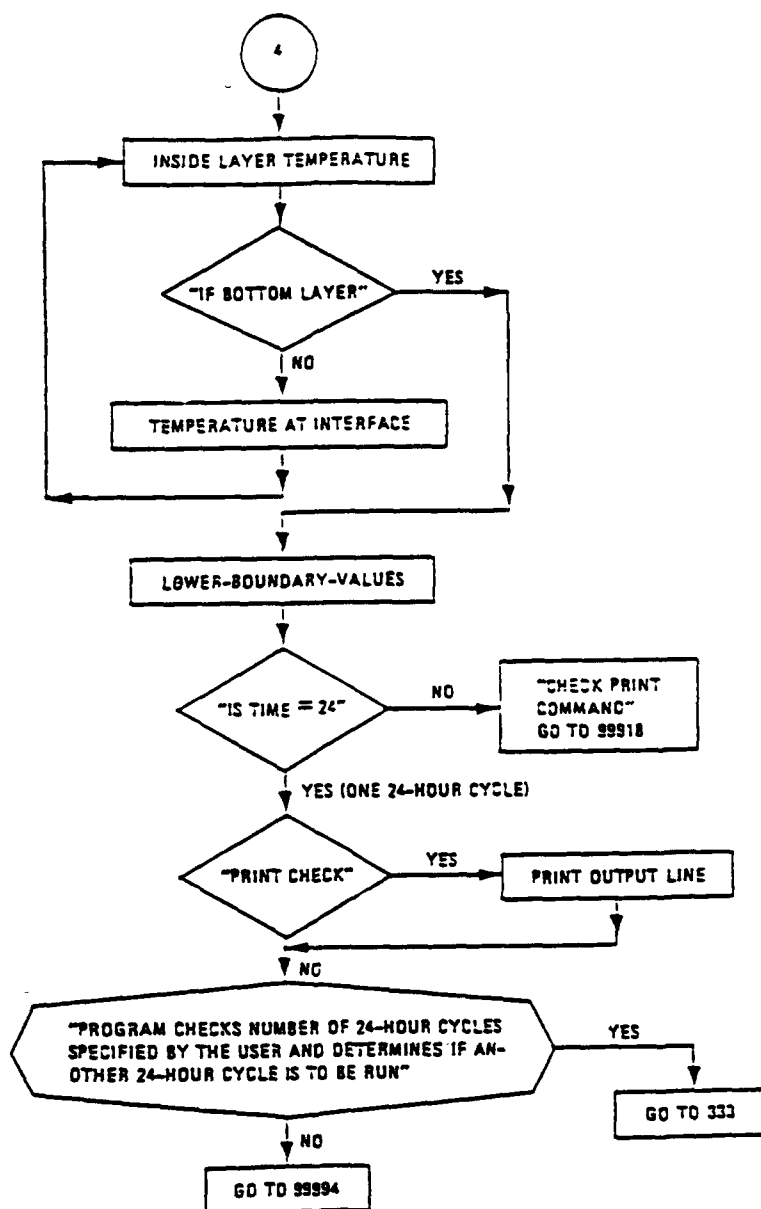 4
INSIDE LAYER TEMPERATURE
"IF BOTTOM LAYER"
YES
NO
TEMPERATURE AT INTERFACE
LOWER-BOUNDARY-VALUES
"IS TIME = 24"
NO
"CHECK PRINT
COMMAND"
GO TO 99918
YES (ONE 24-HOUR CYCLE)
"PRINT CHECK"
YES
PRINT OUTPUT LINE
NO
"PROGRAM CHECKS NUMBER OF 24-HOUR CYCLES
SPECIFIED BY THE USER AND DETERMINES IF AN-
OTHER 24-HOUR CYCLE IS TO BE RUN"
YES
GO TO 333
NO
GO TO 99994